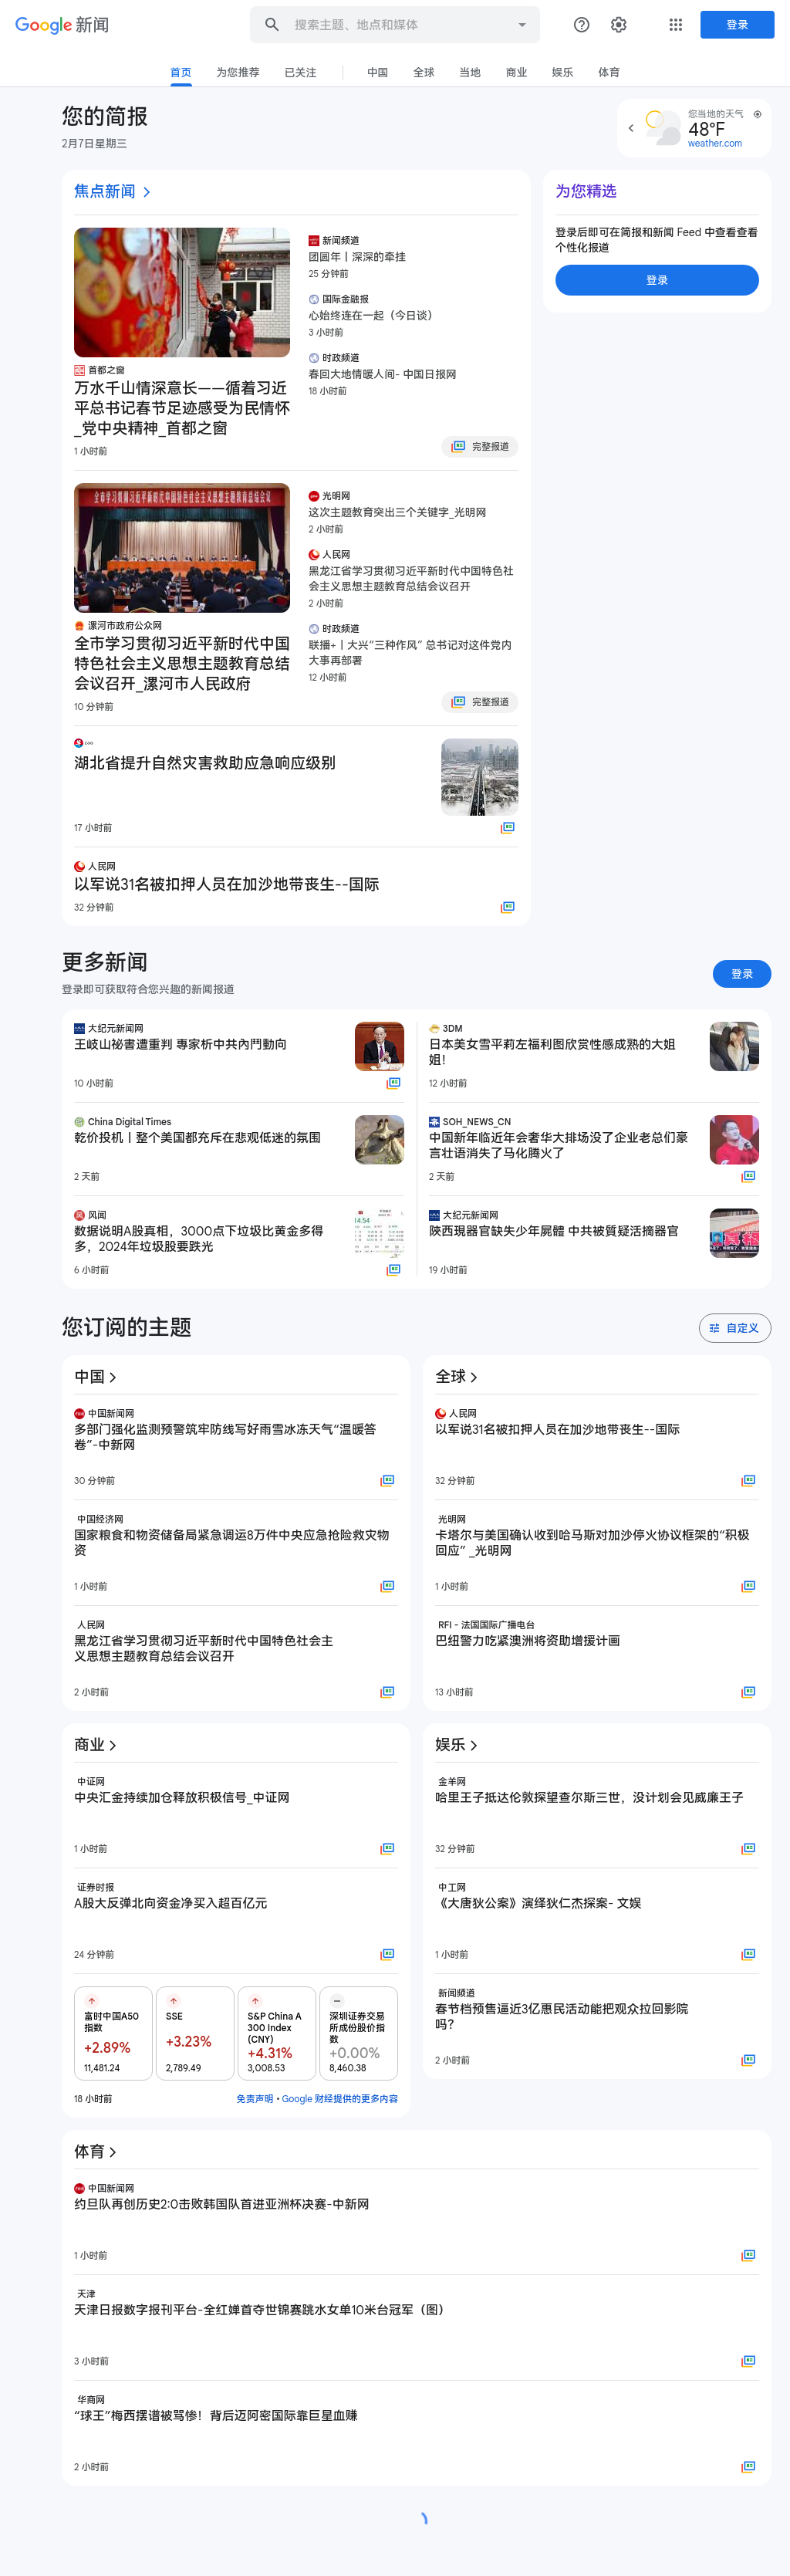 Google 新闻
搜索主题、地点和媒体
登录
首页
为您推荐
已关注
中国
全球
当地
商业
娱乐
体育
您的简报
2月7日星期三
您当地的天气
48°F
weather.com
焦点新闻
首都之窗
万水千山情深意长——循着习近
平总书记春节足迹感受为民情怀
_党中央精神_首都之窗
1 小时前
新闻频道
团圆年丨深深的牵挂
25 分钟前
国际金融报
心始终连在一起（今日谈）
3 小时前
时政频道
春回大地情暖人间- 中国日报网
18 小时前
完整报道
漯河市政府公众网
全市学习贯彻习近平新时代中国
特色社会主义思想主题教育总结
会议召开_漯河市人民政府
10 分钟前
光明网
这次主题教育突出三个关键字_光明网
2 小时前
人民网
黑龙江省学习贯彻习近平新时代中国特色社
会主义思想主题教育总结会议召开
2 小时前
时政频道
联播+丨大兴“三种作风” 总书记对这件党内
大事再部署
12 小时前
完整报道
湖北省提升自然灾害救助应急响应级别
17 小时前
人民网
以军说31名被扣押人员在加沙地带丧生--国际
32 分钟前
为您精选
登录后即可在简报和新闻 Feed 中查看查看
个性化报道
登录
更多新闻
登录即可获取符合您兴趣的新闻报道
登录
大纪元新闻网
王岐山祕書遭重判 專家析中共內鬥動向
10 小时前
3DM
日本美女雪平莉左福利图欣赏性感成熟的大姐
姐！
12 小时前
China Digital Times
乾价投机丨整个美国都充斥在悲观低迷的氛围
2 天前
SOH_NEWS_CN
中国新年临近年会奢华大排场没了企业老总们豪
言壮语消失了马化腾火了
2 天前
风闻
数据说明A股真相，3000点下垃圾比黄金多得
多，2024年垃圾股要跌光
6 小时前
大纪元新闻网
陕西現器官缺失少年屍體 中共被質疑活摘器官
19 小时前
您订阅的主题
自定义
中国
中国新闻网
多部门强化监测预警筑牢防线写好雨雪冰冻天气“温暖答
卷”-中新网
30 分钟前
中国经济网
国家粮食和物资储备局紧急调运8万件中央应急抢险救灾物
资
1 小时前
人民网
黑龙江省学习贯彻习近平新时代中国特色社会主
义思想主题教育总结会议召开
2 小时前
全球
人民网
以军说31名被扣押人员在加沙地带丧生--国际
32 分钟前
光明网
卡塔尔与美国确认收到哈马斯对加沙停火协议框架的“积极
回应” _光明网
1 小时前
RFI - 法国国际广播电台
巴纽警力吃紧澳洲将资助增援计画
13 小时前
商业
中证网
中央汇金持续加仓释放积极信号_中证网
1 小时前
证券时报
A股大反弹北向资金净买入超百亿元
24 分钟前
富时中国A50
指数
+2.89%
11,481.24
SSE
+3.23%
2,789.49
S&P China A
300 Index
(CNY)
+4.31%
3,008.53
深圳证券交易
所成份股价指
数
+0.00%
8,460.38
18 小时前
免责声明 • Google 财经提供的更多内容
娱乐
金羊网
哈里王子抵达伦敦探望查尔斯三世，没计划会见威廉王子
32 分钟前
中工网
《大唐狄公案》演绎狄仁杰探案- 文娱
1 小时前
新闻频道
春节档预售逼近3亿惠民活动能把观众拉回影院
吗？
2 小时前
体育
中国新闻网
约旦队再创历史2:0击败韩国队首进亚洲杯决赛-中新网
1 小时前
天津
天津日报数字报刊平台-全红婵首夺世锦赛跳水女单10米台冠军（图）
3 小时前
华商网
“球王”梅西摆谱被骂惨！背后迈阿密国际靠巨星血赚
2 小时前